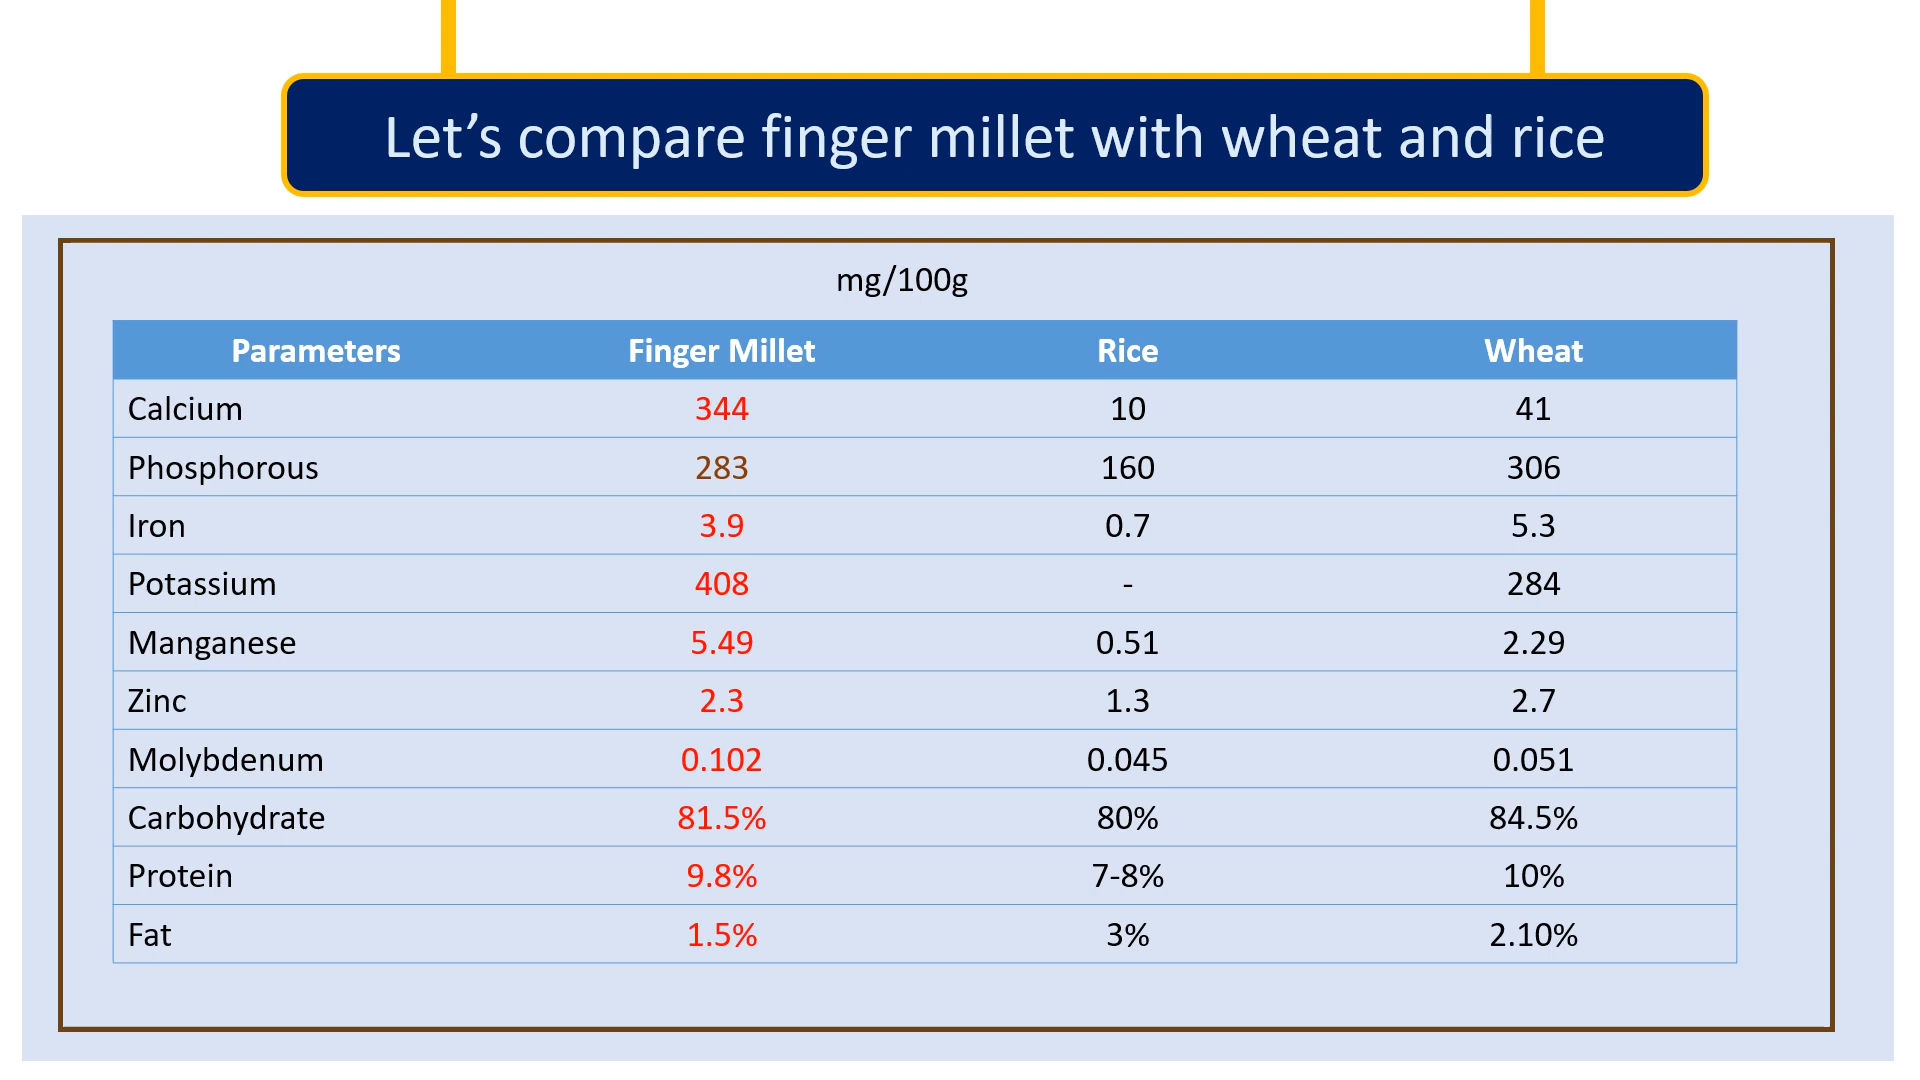 Let’s compare finger millet with wheat and rice
mg/100g
Parameters Finger Millet Rice Wheat
Calcium 344 10 41
Phosphorous 283 160 306
Iron 3.9 0.7 5.3
Potassium 408 - 284
Manganese 5.49 0.51 2.29
Zinc 2.3 1.3 2.7
Molybdenum 0.102 0.045 0.051
Carbohydrate 81.5% 80% 84.5%
Protein 9.8% 7-8% 10%
Fat 1.5% 3% 2.10%